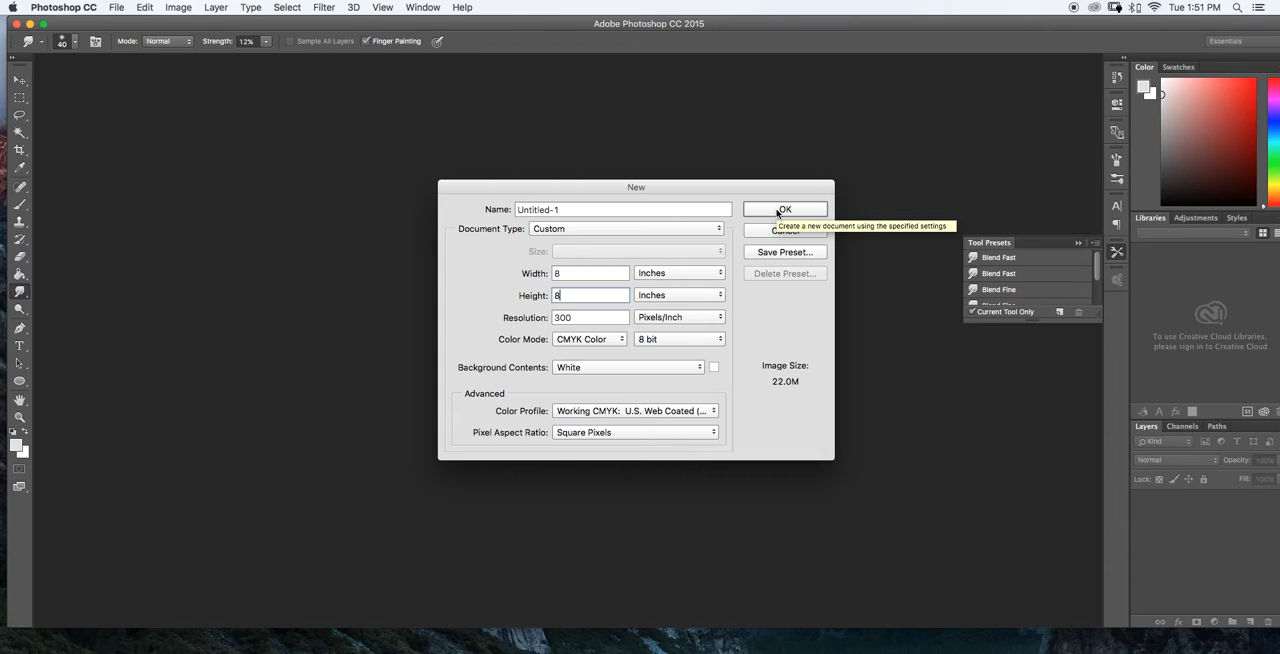 Photoshop CC File Edit Image Layer Type Select Filter 3D View Window Help Tue 1:51 PM
Adobe Photoshop CC 2015
40 Mode: Normal Strength: 12% Sample All Layers Finger Painting Essentials
Color Swatches
New
Name: Untitled-1 OK
Create a new document using the specified settings
Document Type: Custom
Size: Save Preset...
Width: 8 Inches Delete Preset...
Height: 8 Inches
Resolution: 300 Pixels/Inch
Color Mode: CMYK Color 8 bit
Background Contents: White
Image Size:
22.0M
Advanced
Color Profile: Working CMYK: U.S. Web Coated (...
Pixel Aspect Ratio: Square Pixels
Libraries Adjustments Styles
Tool Presets
Blend Fast
Blend Fast
Blend Fine
Current Tool Only
To use Creative Cloud Libraries,
please sign in to Creative Cloud
Layers Channels Paths
Kind
Normal Opacity: 100%
Lock: Fill: 100%